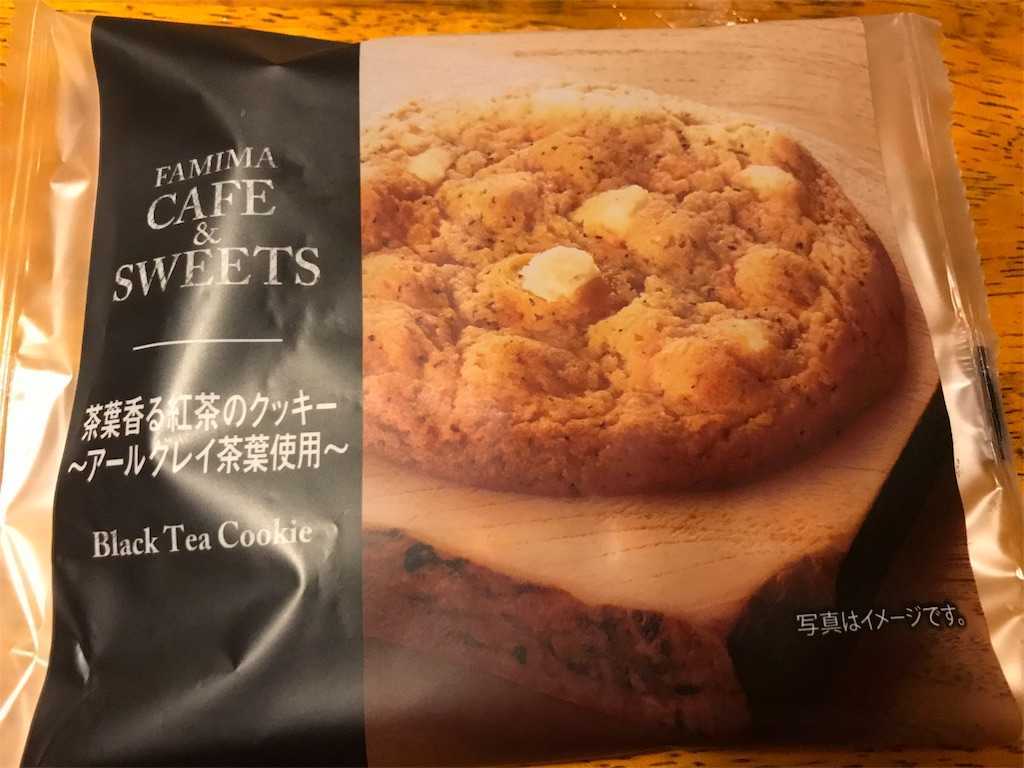 FAMIMA
CAFE
&
SWEETS
茶葉香る紅茶のクッキー
～アールグレイ茶葉使用～
Black Tea Cookie
写真はイメージです。